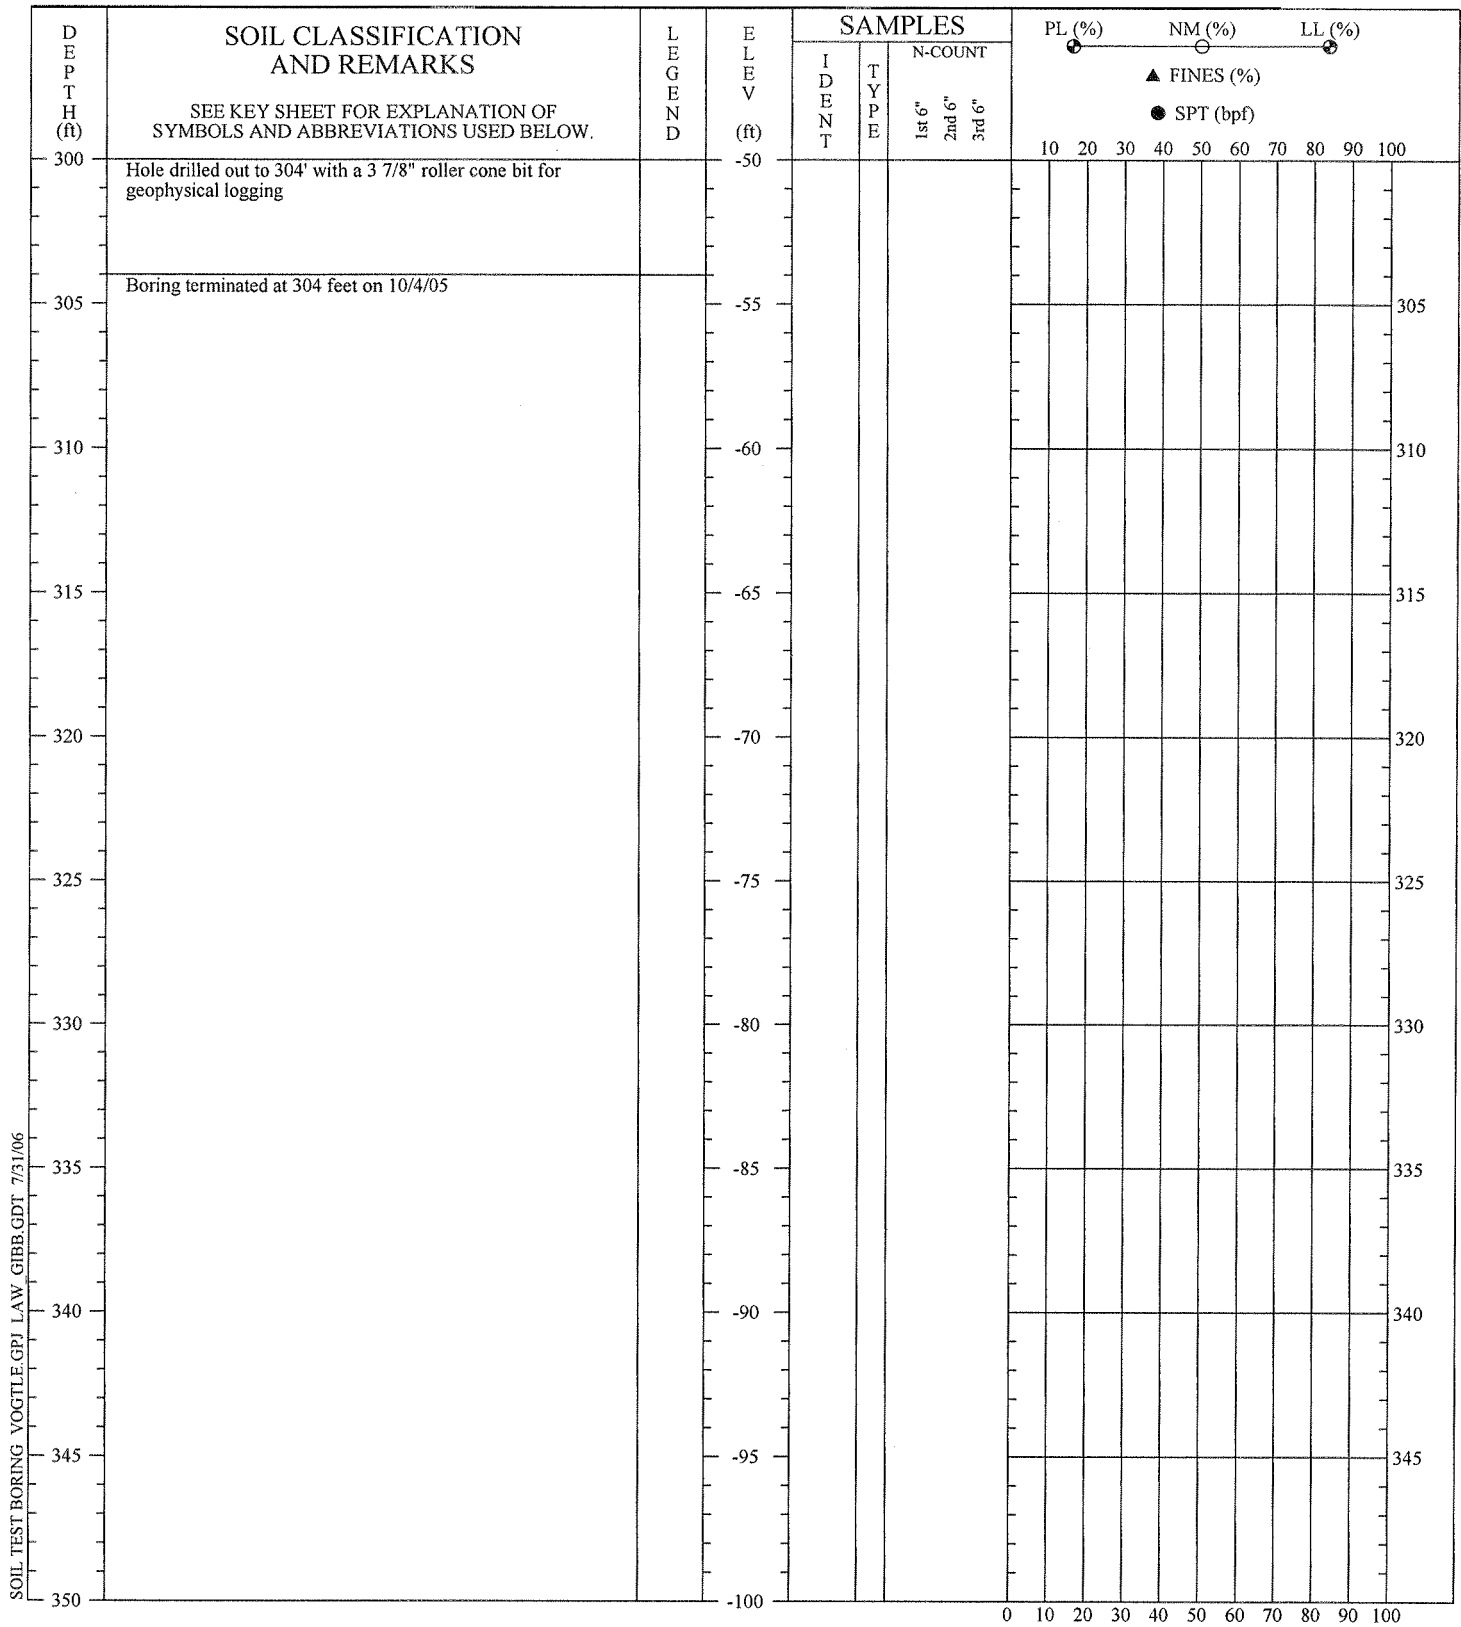 DEPTH (ft)
SOIL CLASSIFICATION
AND REMARKS
SEE KEY SHEET FOR EXPLANATION OF
SYMBOLS AND ABBREVIATIONS USED BELOW.
LEGEND
ELEV (ft)
SAMPLES
IDENT
TYPE
N-COUNT
1st 6"
2nd 6"
3rd 6"
PL (%) NM (%) LL (%)
▲ FINES (%)
● SPT (bpf)
10 20 30 40 50 60 70 80 90 100
300 -50
Hole drilled out to 304' with a 3 7/8" roller cone bit for
geophysical logging
Boring terminated at 304 feet on 10/4/05
305 -55 305
310 -60 310
315 -65 315
320 -70 320
325 -75 325
330 -80 330
335 -85 335
340 -90 340
345 -95 345
350 -100
0 10 20 30 40 50 60 70 80 90 100
SOIL TEST BORING VOGTLE.GPJ LAW_GIBB.GDT 7/31/06